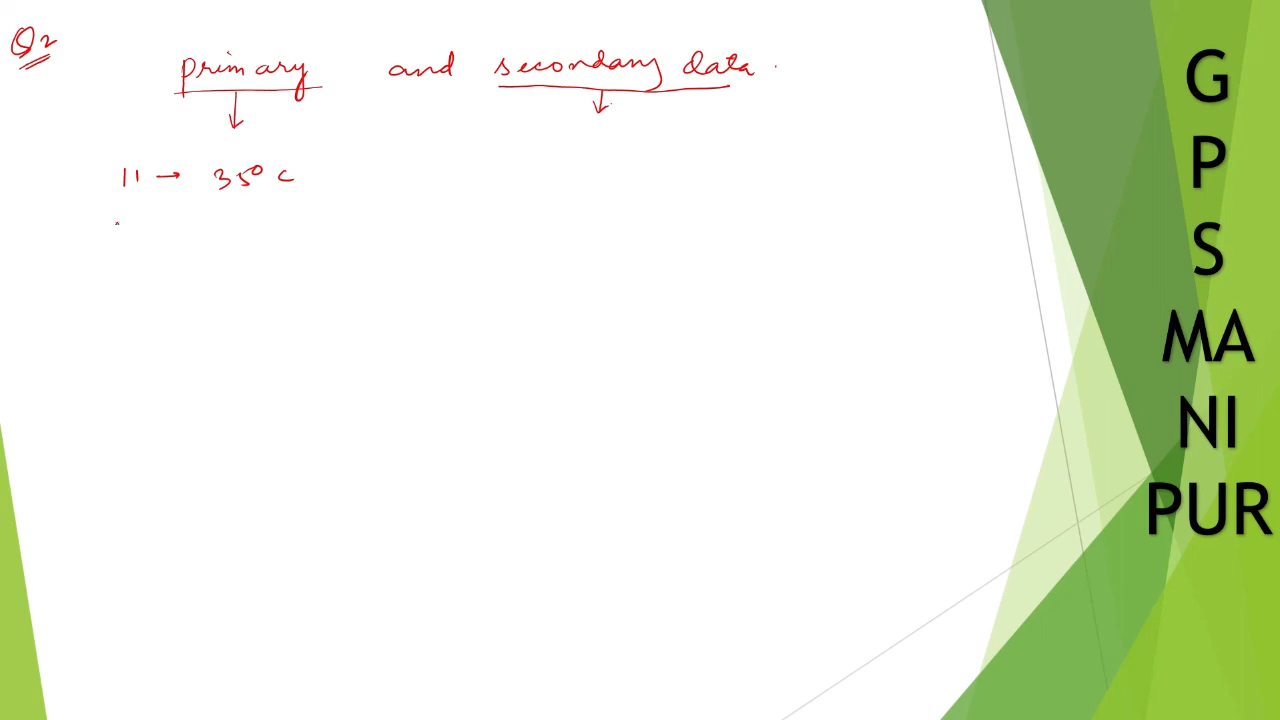 Q2
primary and secondary data.
11 → 35° C
G
P
S
MA
NI
PUR